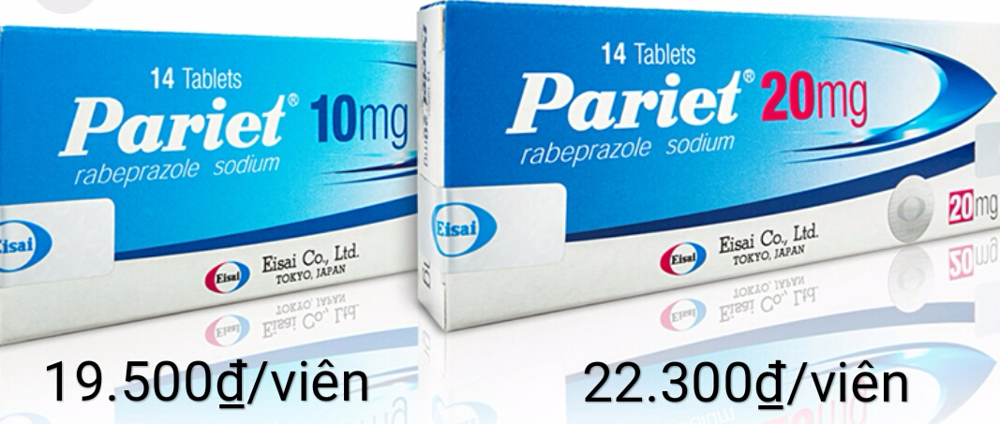 14 Tablets
Pariet® 10mg
rabeprazole sodium
Eisai
Eisai Co., Ltd.
TOKYO, JAPAN
19.500₫/viên
14 Tablets
Pariet® 20mg
rabeprazole sodium
Eisai
20mg
Eisai
Eisai Co., Ltd.
TOKYO, JAPAN
22.300₫/viên